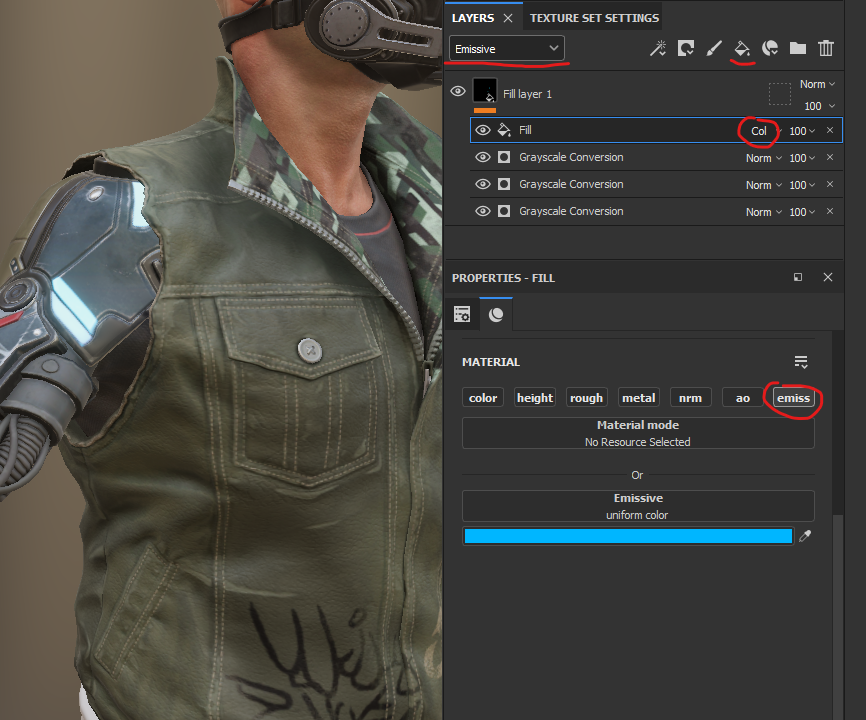 LAYERS TEXTURE SET SETTINGS
Emissive
Norm
Fill layer 1
100
Fill Col 100
Grayscale Conversion Norm 100
Grayscale Conversion Norm 100
Grayscale Conversion Norm 100
PROPERTIES - FILL
MATERIAL
color height rough metal nrm ao emiss
Material mode
No Resource Selected
Or
Emissive
uniform color